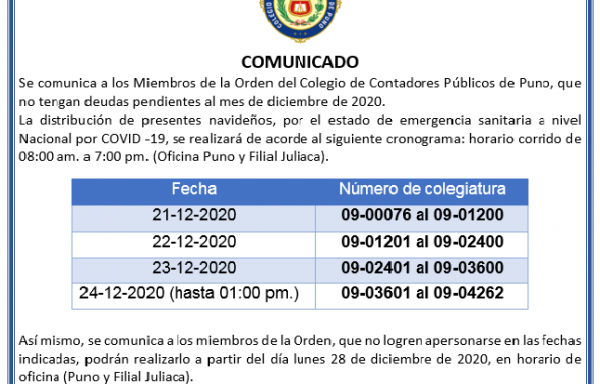 COLEGIO DE PUNO
COMUNICADO
Se comunica a los Miembros de la Orden del Colegio de Contadores Públicos de Puno, que
no tengan deudas pendientes al mes de diciembre de 2020.
La distribución de presentes navideños, por el estado de emergencia sanitaria a nivel
Nacional por COVID -19, se realizará de acorde al siguiente cronograma: horario corrido de
08:00 am. a 7:00 pm. (Oficina Puno y Filial Juliaca).
Fecha Número de colegiatura
21-12-2020 09-00076 al 09-01200
22-12-2020 09-01201 al 09-02400
23-12-2020 09-02401 al 09-03600
24-12-2020 (hasta 01:00 pm.) 09-03601 al 09-04262
Así mismo, se comunica a los miembros de la Orden, que no logren apersonarse en las fechas
indicadas, podrán realizarlo a partir del día lunes 28 de diciembre de 2020, en horario de
oficina (Puno y Filial Juliaca).